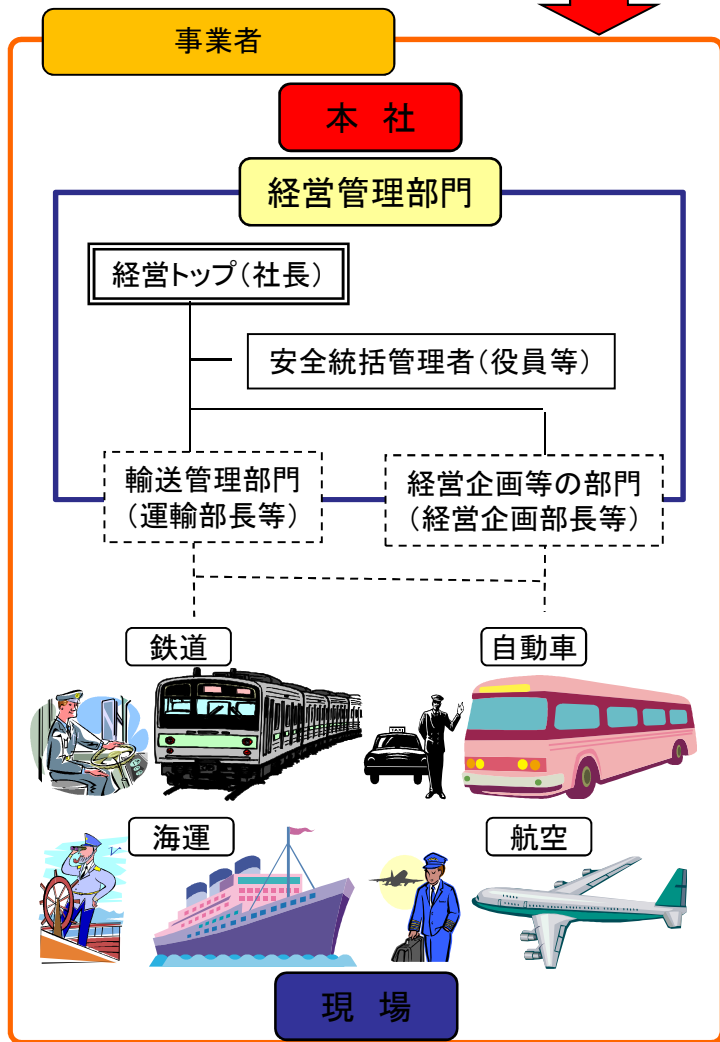 事業者
本 社
経営管理部門
経営トップ(社長)
安全統括管理者(役員等)
輸送管理部門
(運輸部長等)
経営企画等の部門
(経営企画部長等)
鉄道
自動車
海運
航空
現 場